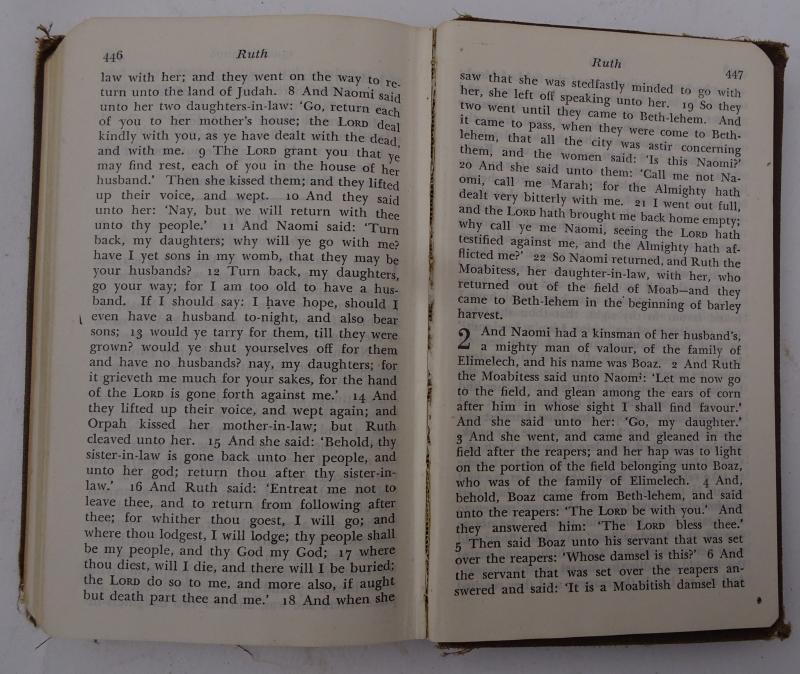 446
Ruth
law with her; and they went on the way to re-
turn unto the land of Judah. 8 And Naomi said
unto her two daughters-in-law: 'Go, return each
of you to her mother's house; the LORD deal
kindly with you, as ye have dealt with the dead,
and with me. 9 The LORD grant you that ye
may find rest, each of you in the house of her
husband.' Then she kissed them; and they lifted
up their voice, and wept. 10 And they said
unto her: 'Nay, but we will return with thee
unto thy people.' 11 And Naomi said: 'Turn
back, my daughters; why will ye go with me?
have I yet sons in my womb, that they may be
your husbands? 12 Turn back, my daughters,
go your way; for I am too old to have a hus-
band. If I should say: I have hope, should I
even have a husband to-night, and also bear
sons; 13 would ye tarry for them, till they were
grown? would ye shut yourselves off for them
and have no husbands? nay, my daughters; for
it grieveth me much for your sakes, for the hand
of the LORD is gone forth against me.' 14 And
they lifted up their voice, and wept again; and
Orpah kissed her mother-in-law; but Ruth
cleaved unto her. 15 And she said: 'Behold, thy
sister-in-law is gone back unto her people, and
unto her god; return thou after thy sister-in-
law.' 16 And Ruth said: 'Entreat me not to
leave thee, and to return from following after
thee; for whither thou goest, I will go; and
where thou lodgest, I will lodge; thy people shall
be my people, and thy God my God; 17 where
thou diest, will I die, and there will I be buried;
the LORD do so to me, and more also, if aught
but death part thee and me.' 18 And when she
Ruth
447
saw that she was stedfastly minded to go with
her, she left off speaking unto her. 19 So they
two went until they came to Beth-lehem. And
it came to pass, when they were come to Beth-
lehem, that all the city was astir concerning
them, and the women said: 'Is this Naomi?'
20 And she said unto them: 'Call me not Na-
omi, call me Marah; for the Almighty hath
dealt very bitterly with me. 21 I went out full,
and the LORD hath brought me back home empty;
why call ye me Naomi, seeing the LORD hath
testified against me, and the Almighty hath af-
flicted me?' 22 So Naomi returned, and Ruth the
Moabitess, her daughter-in-law, with her, who
returned out of the field of Moab—and they
came to Beth-lehem in the beginning of barley
harvest.
2 And Naomi had a kinsman of her husband's,
a mighty man of valour, of the family of
Elimelech, and his name was Boaz. 2 And Ruth
the Moabitess said unto Naomi: 'Let me now go
to the field, and glean among the ears of corn
after him in whose sight I shall find favour.'
And she said unto her: 'Go, my daughter.'
3 And she went, and came and gleaned in the
field after the reapers; and her hap was to light
on the portion of the field belonging unto Boaz,
who was of the family of Elimelech. 4 And,
behold, Boaz came from Beth-lehem, and said
unto the reapers: 'The LORD be with you.' And
they answered him: 'The LORD bless thee.'
5 Then said Boaz unto his servant that was set
over the reapers: 'Whose damsel is this?' 6 And
the servant that was set over the reapers an-
swered and said: 'It is a Moabitish damsel that